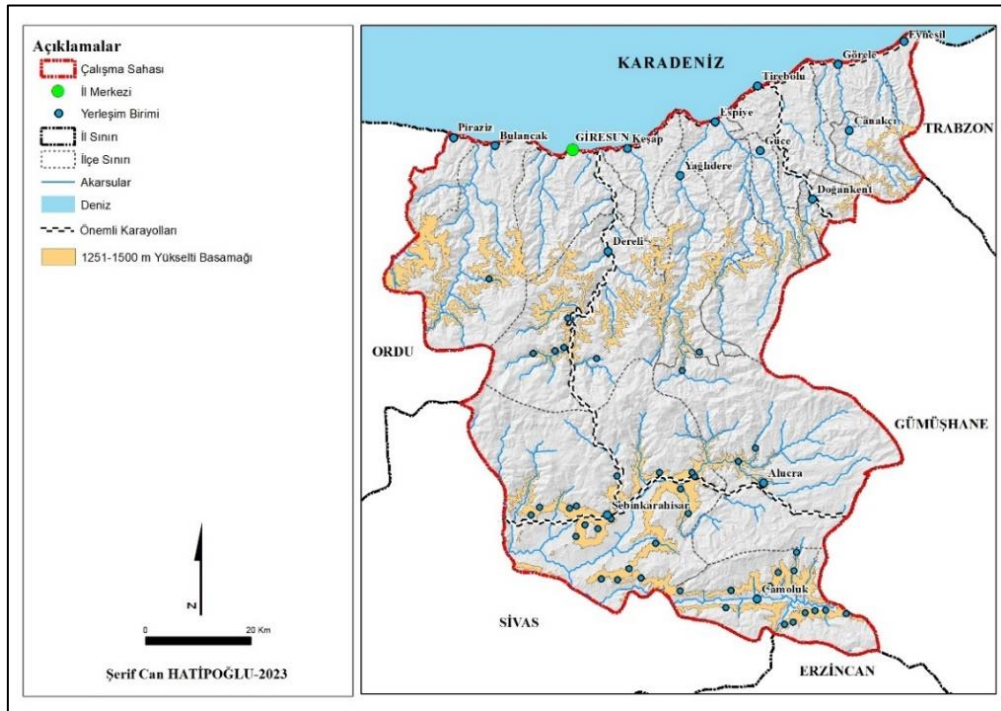 Açıklamalar
Çalışma Sahası
İl Merkezi
Yerleşim Birimi
İl Sınırı
İlçe Sınırı
Akarsular
Deniz
Önemli Karayolları
1251-1500 m Yükselti Basamağı
N
0 20 Km
Şerif Can HATİPOĞLU-2023
KARADENİZ
Eynesil
Görele
Tirebolu
Espiye
Çanakçı
TRABZON
Piraziz
Bulancak
GİRESUN
Keşap
Güce
Yağlıdere
Doğankent
Dereli
ORDU
GÜMÜŞHANE
Alucra
Şebinkarahisar
Çamoluk
SİVAS
ERZİNCAN